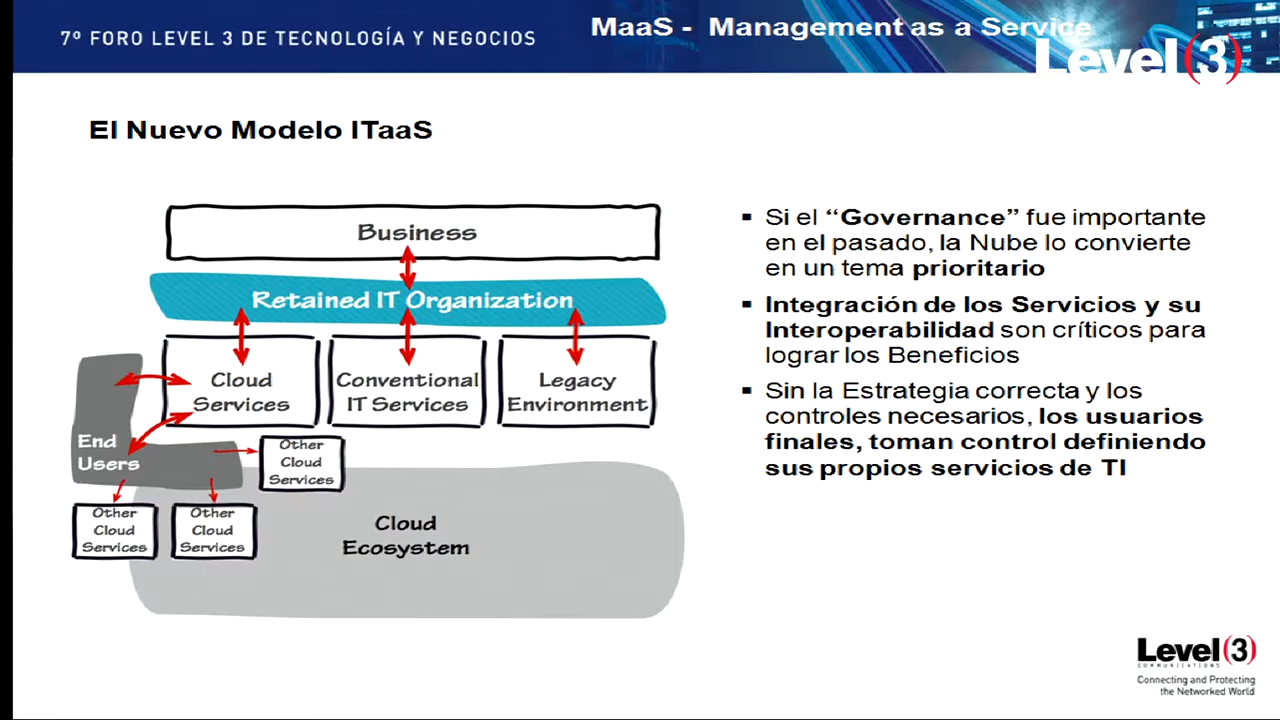 7º FORO LEVEL 3 DE TECNOLOGÍA Y NEGOCIOS
MaaS - Management as a Service
Level(3)
El Nuevo Modelo ITaaS
Business
Retained IT Organization
Cloud
Services
Conventional
IT Services
Legacy
Environment
End
Users
Other
Cloud
Services
Other
Cloud
Services
Other
Cloud
Services
Cloud
Ecosystem
▪ Si el “Governance” fue importante
en el pasado, la Nube lo convierte
en un tema prioritario
▪ Integración de los Servicios y su
Interoperabilidad son críticos para
lograr los Beneficios
▪ Sin la Estrategia correcta y los
controles necesarios, los usuarios
finales, toman control definiendo
sus propios servicios de TI
Level(3)
COMMUNICATIONS
Connecting and Protecting
the Networked World